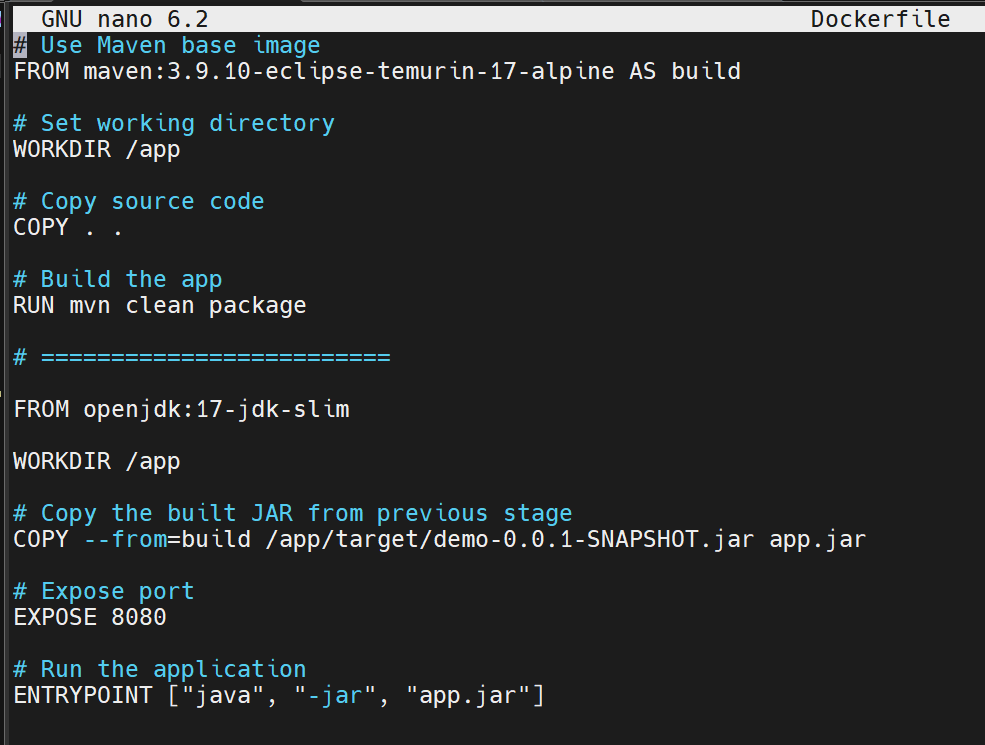 GNU nano 6.2 Dockerfile
# Use Maven base image
FROM maven:3.9.10-eclipse-temurin-17-alpine AS build
# Set working directory
WORKDIR /app
# Copy source code
COPY . .
# Build the app
RUN mvn clean package
# =========================
FROM openjdk:17-jdk-slim
WORKDIR /app
# Copy the built JAR from previous stage
COPY --from=build /app/target/demo-0.0.1-SNAPSHOT.jar app.jar
# Expose port
EXPOSE 8080
# Run the application
ENTRYPOINT ["java", "-jar", "app.jar"]